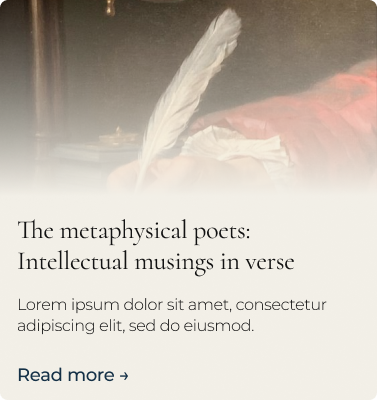 The metaphysical poets:
Intellectual musings in verse
Lorem ipsum dolor sit amet, consectetur
adipiscing elit, sed do eiusmod.
Read more →